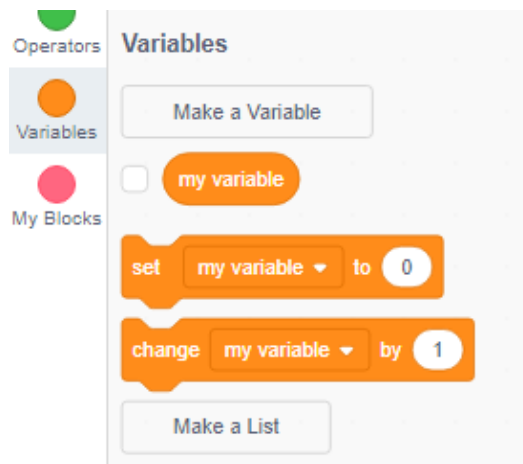 Operators
Variables
My Blocks
Variables
Make a Variable
my variable
set my variable to 0
change my variable by 1
Make a List